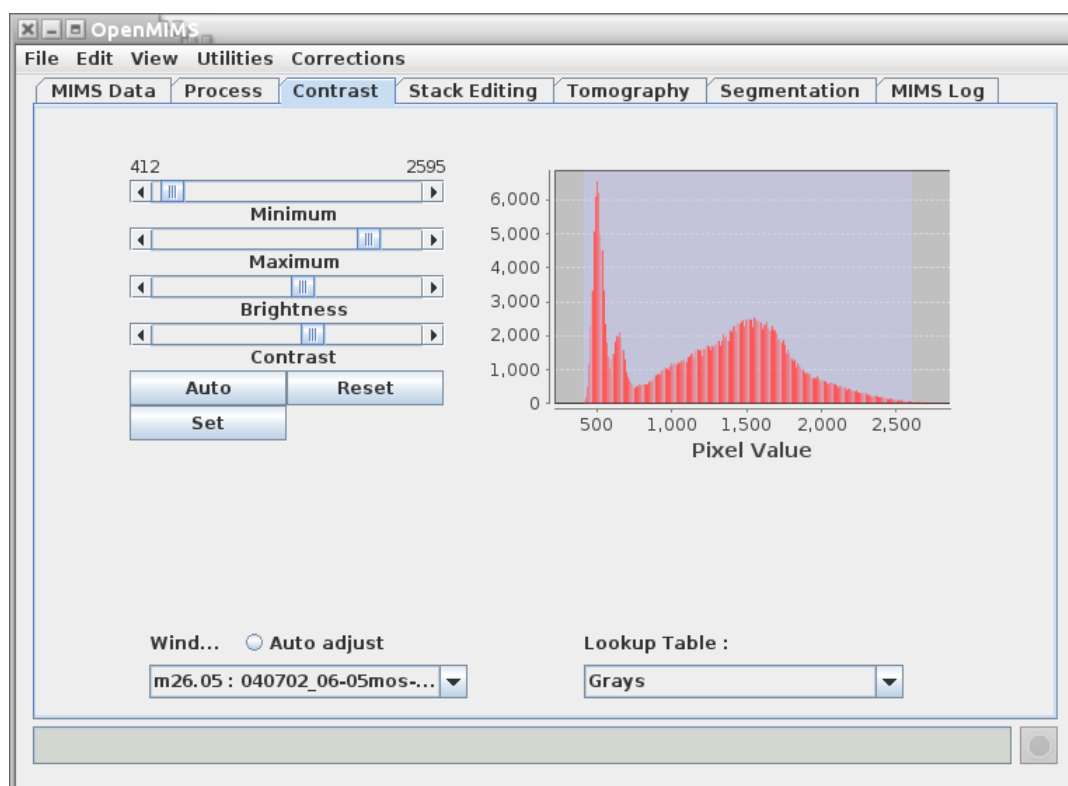 OpenMIMS
File Edit View Utilities Corrections
MIMS Data Process Contrast Stack Editing Tomography Segmentation MIMS Log
412 2595
Minimum
Maximum
Brightness
Contrast
Auto Reset
Set
6,000
5,000
4,000
3,000
2,000
1,000
0
500 1,000 1,500 2,000 2,500
Pixel Value
Wind... Auto adjust
m26.05 : 040702_06-05mos-...
Lookup Table :
Grays